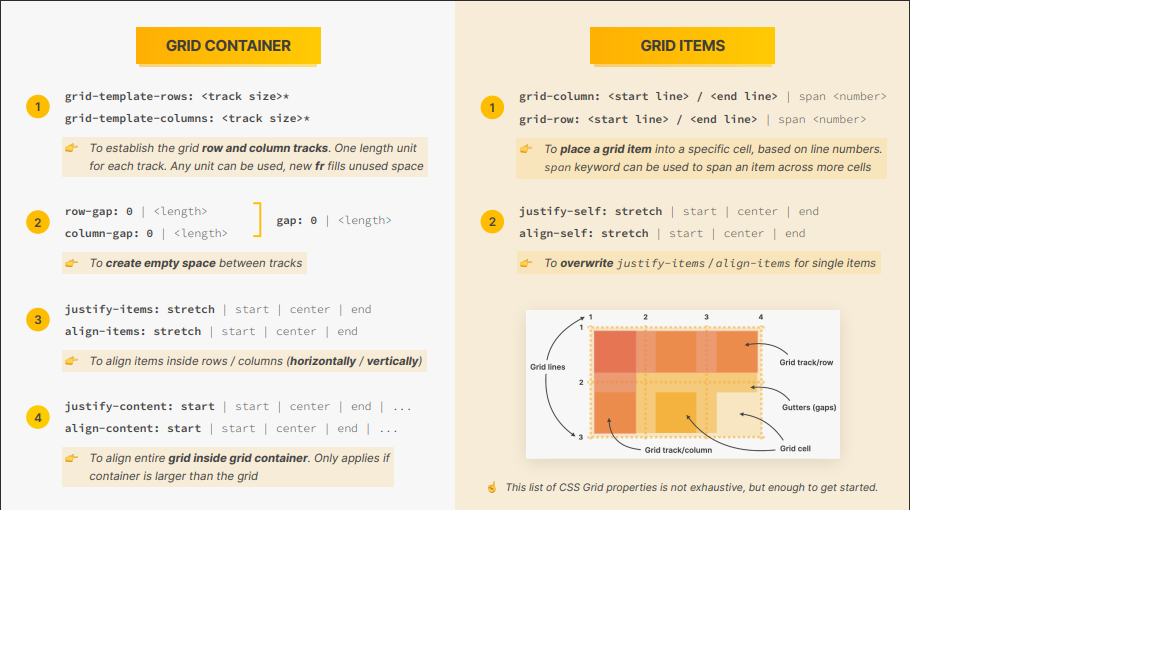 GRID CONTAINER
1
grid-template-rows: <track size>*
grid-template-columns: <track size>*
To establish the grid row and column tracks. One length unit
for each track. Any unit can be used, new fr fills unused space
2
row-gap: 0 | <length>
column-gap: 0 | <length>
gap: 0 | <length>
To create empty space between tracks
3
justify-items: stretch | start | center | end
align-items: stretch | start | center | end
To align items inside rows / columns (horizontally / vertically)
4
justify-content: start | start | center | end | ...
align-content: start | start | center | end | ...
To align entire grid inside grid container. Only applies if
container is larger than the grid
GRID ITEMS
1
grid-column: <start line> / <end line> | span <number>
grid-row: <start line> / <end line> | span <number>
To place a grid item into a specific cell, based on line numbers.
span keyword can be used to span an item across more cells
2
justify-self: stretch | start | center | end
align-self: stretch | start | center | end
To overwrite justify-items / align-items for single items
1 2 3 4
1
Grid track/row
Grid lines
2
Gutters (gaps)
3
Grid track/column
Grid cell
This list of CSS Grid properties is not exhaustive, but enough to get started.